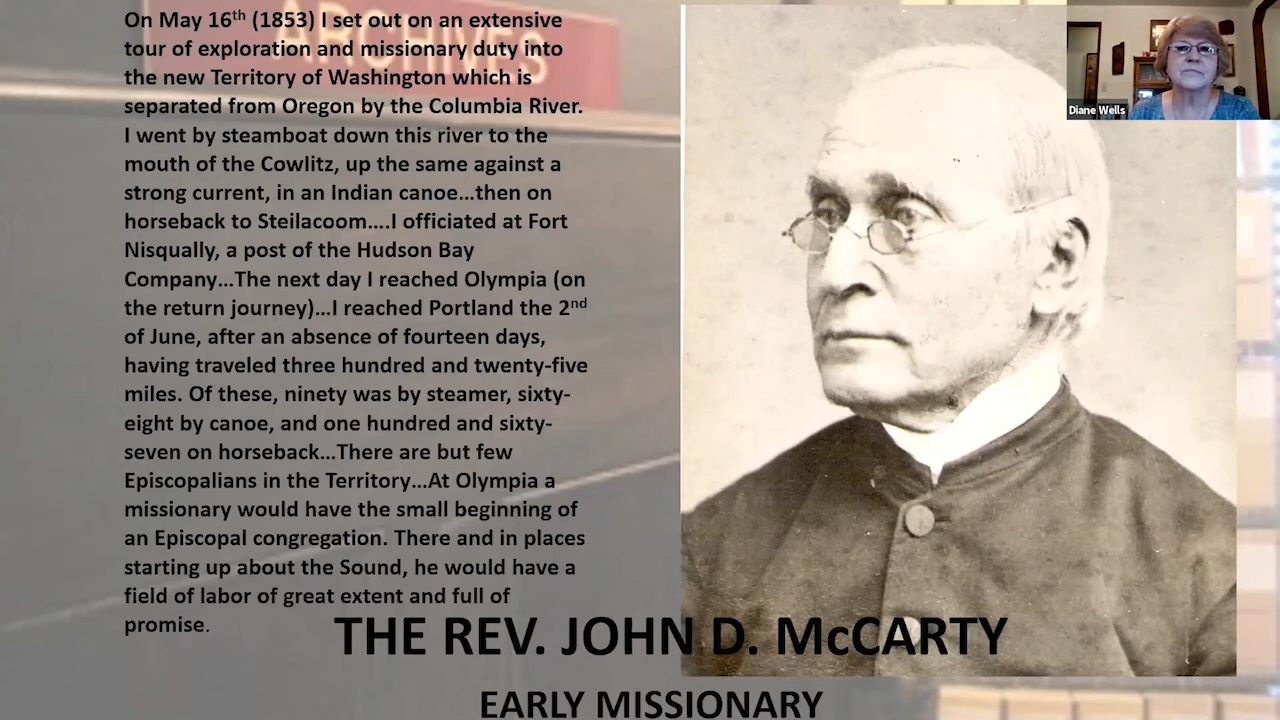 ARCHIVES
On May 16th (1853) I set out on an extensive
tour of exploration and missionary duty into
the new Territory of Washington which is
separated from Oregon by the Columbia River.
I went by steamboat down this river to the
mouth of the Cowlitz, up the same against a
strong current, in an Indian canoe…then on
horseback to Steilacoom….I officiated at Fort
Nisqually, a post of the Hudson Bay
Company…The next day I reached Olympia (on
the return journey)…I reached Portland the 2nd
of June, after an absence of fourteen days,
having traveled three hundred and twenty-five
miles. Of these, ninety was by steamer, sixty-
eight by canoe, and one hundred and sixty-
seven on horseback…There are but few
Episcopalians in the Territory…At Olympia a
missionary would have the small beginning of
an Episcopal congregation. There and in places
starting up about the Sound, he would have a
field of labor of great extent and full of
promise.
Diane Wells
THE REV. JOHN D. McCARTY
EARLY MISSIONARY